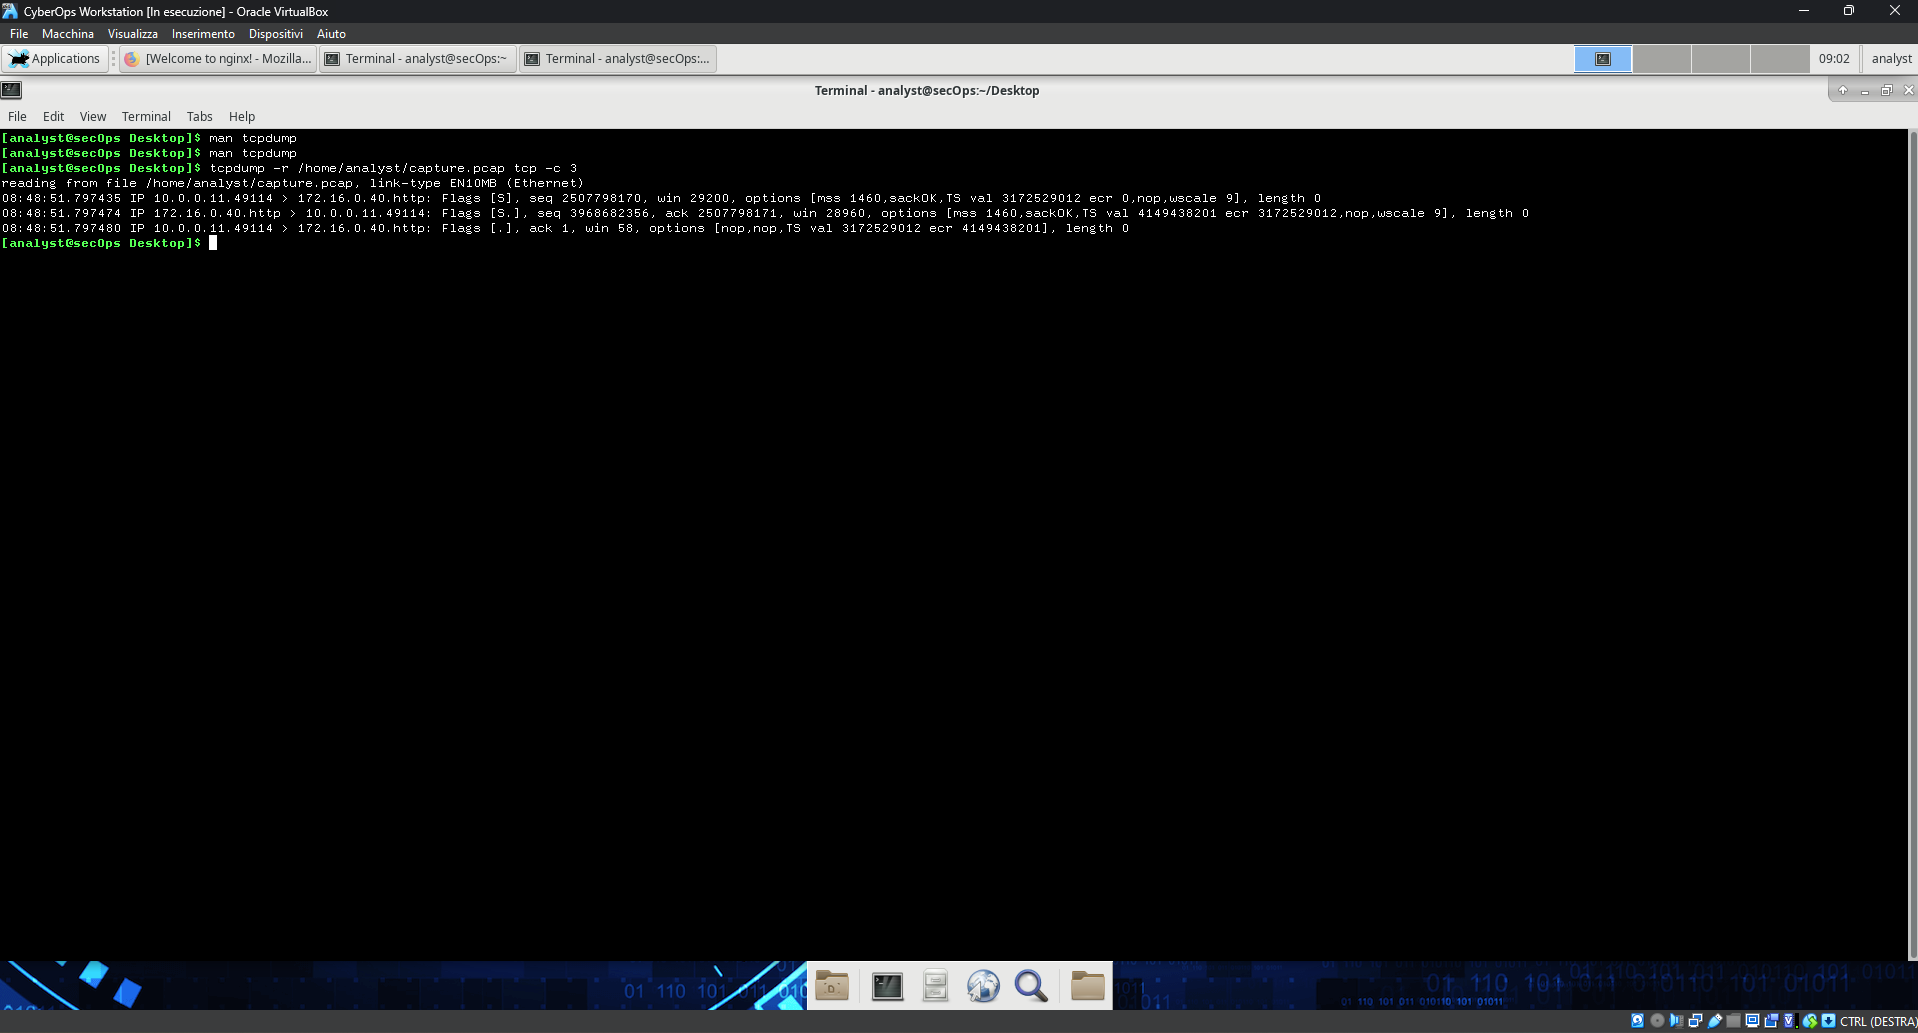 CyberOps Workstation [In esecuzione] - Oracle VirtualBox
File Macchina Visualizza Inserimento Dispositivi Aiuto
Applications [Welcome to nginx! - Mozilla... Terminal - analyst@secOps:~ Terminal - analyst@secOps:... 09:02 analyst
Terminal - analyst@secOps:~/Desktop
File Edit View Terminal Tabs Help
[analyst@secOps Desktop]$ man tcpdump
[analyst@secOps Desktop]$ man tcpdump
[analyst@secOps Desktop]$ tcpdump -r /home/analyst/capture.pcap tcp -c 3
reading from file /home/analyst/capture.pcap, link-type EN10MB (Ethernet)
08:48:51.797435 IP 10.0.0.11.49114 > 172.16.0.40.http: Flags [S], seq 2507798170, win 29200, options [mss 1460,sackOK,TS val 3172529012 ecr 0,nop,wscale 9], length 0
08:48:51.797474 IP 172.16.0.40.http > 10.0.0.11.49114: Flags [S.], seq 3968682356, ack 2507798171, win 28960, options [mss 1460,sackOK,TS val 4149438201 ecr 3172529012,nop,wscale 9], length 0
08:48:51.797480 IP 10.0.0.11.49114 > 172.16.0.40.http: Flags [.], ack 1, win 58, options [nop,nop,TS val 3172529012 ecr 4149438201], length 0
[analyst@secOps Desktop]$
CTRL (DESTRA)